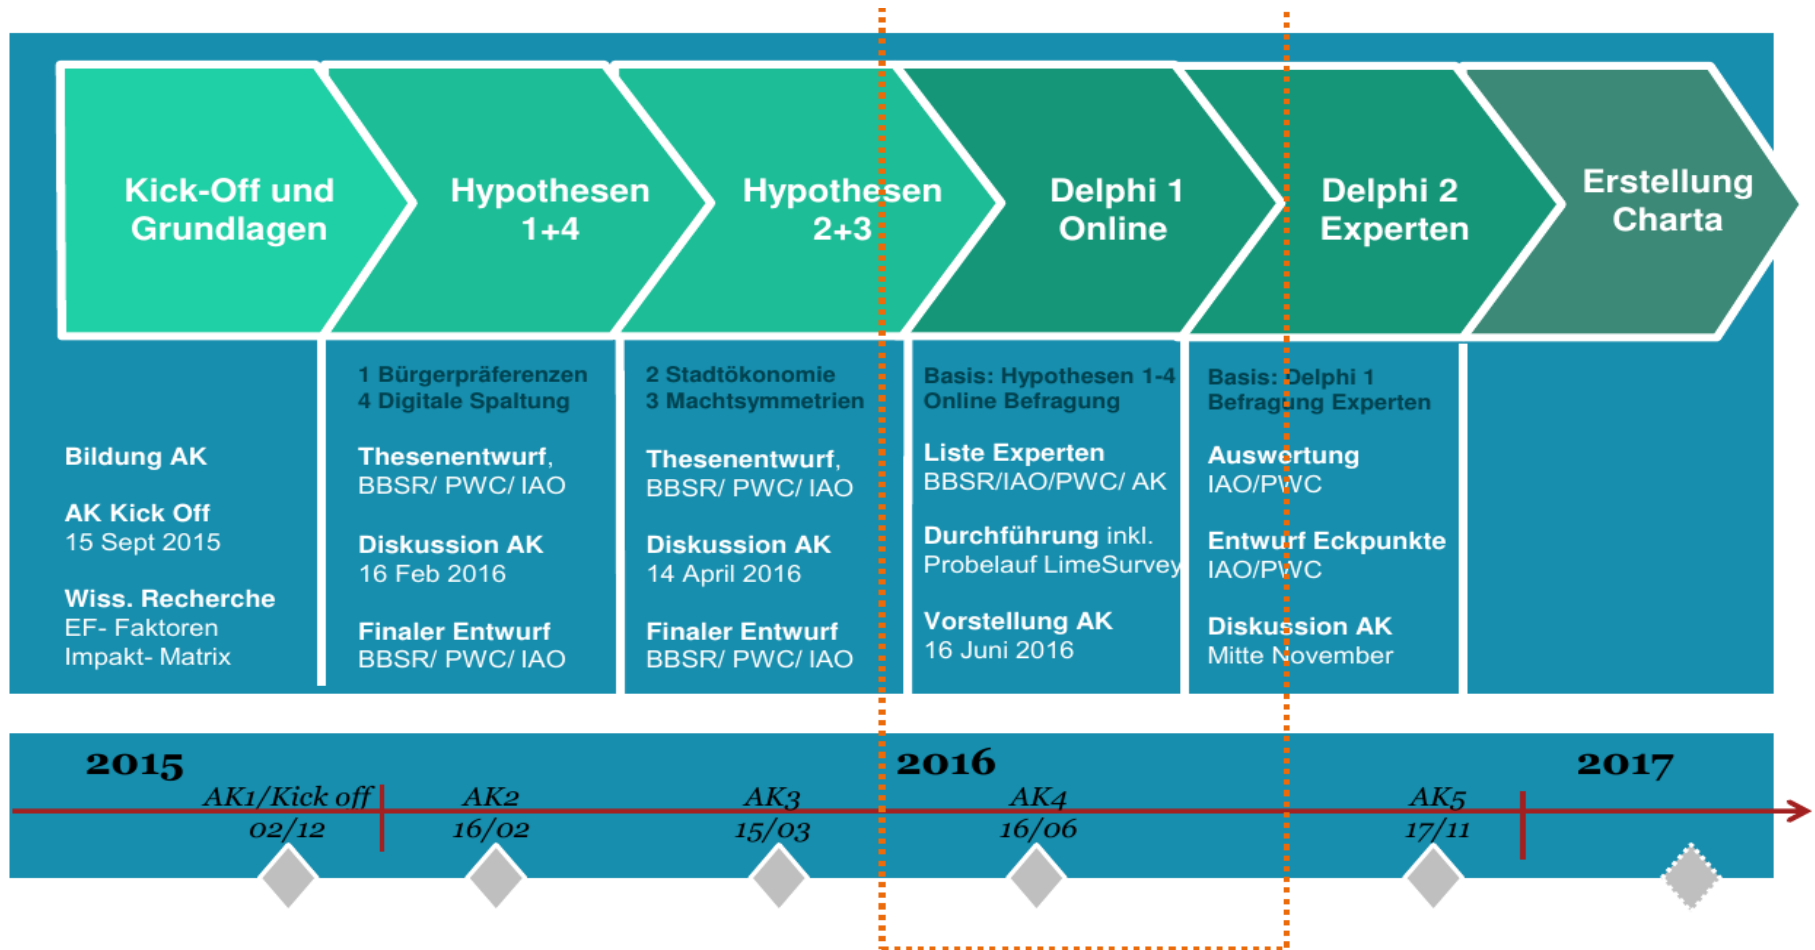 Kick-Off und
Grundlagen
Hypothesen
1+4
Hypothesen
2+3
Delphi 1
Online
Delphi 2
Experten
Erstellung
Charta
Bildung AK
AK Kick Off
15 Sept 2015
Wiss. Recherche
EF- Faktoren
Impakt- Matrix
1 Bürgerpräferenzen
4 Digitale Spaltung
Thesenentwurf,
BBSR/ PWC/ IAO
Diskussion AK
16 Feb 2016
Finaler Entwurf
BBSR/ PWC/ IAO
2 Stadtökonomie
3 Machtsymmetrien
Thesenentwurf,
BBSR/ PWC/ IAO
Diskussion AK
14 April 2016
Finaler Entwurf
BBSR/ PWC/ IAO
Basis: Hypothesen 1-4
Online Befragung
Liste Experten
BBSR/IAO/PWC/ AK
Durchführung inkl.
Probelauf LimeSurvey
Vorstellung AK
16 Juni 2016
Basis: Delphi 1
Befragung Experten
Auswertung
IAO/PWC
Entwurf Eckpunkte
IAO/PWC
Diskussion AK
Mitte November
2015
2016
2017
AK1/Kick off
02/12
AK2
16/02
AK3
15/03
AK4
16/06
AK5
17/11